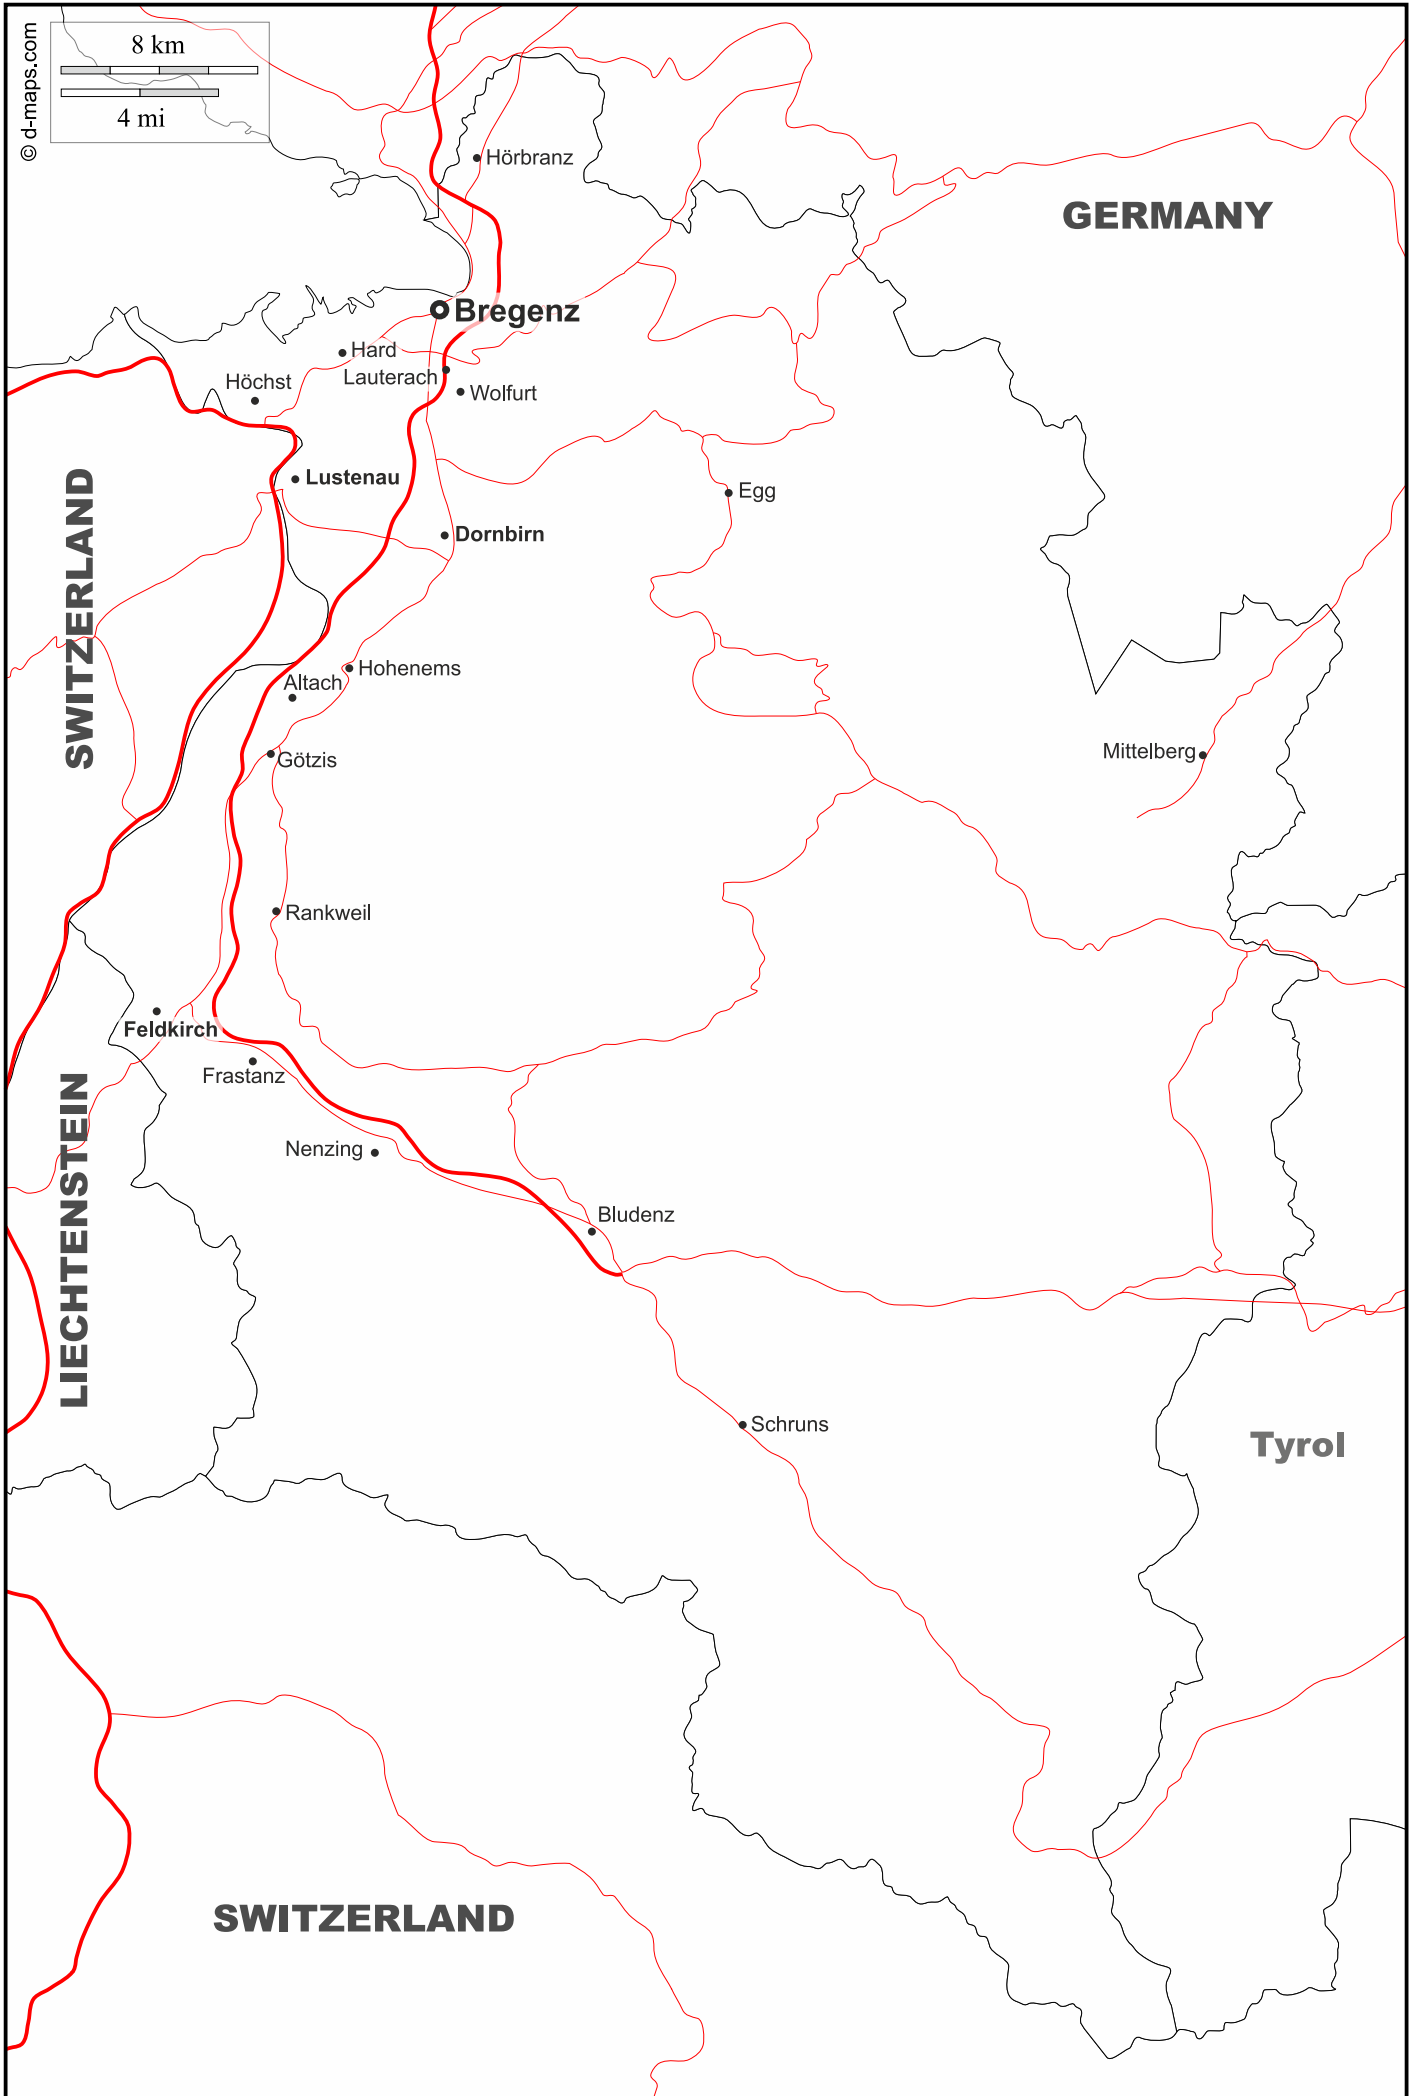 © d-maps.com
8 km
4 mi
Hörbranz
GERMANY
Bregenz
Hard
Lauterach
Höchst
Wolfurt
Lustenau
Egg
Dornbirn
SWITZERLAND
Hohenems
Altach
Mittelberg
Götzis
Rankweil
Feldkirch
Frastanz
LIECHTENSTEIN
Nenzing
Bludenz
Schruns
Tyrol
SWITZERLAND